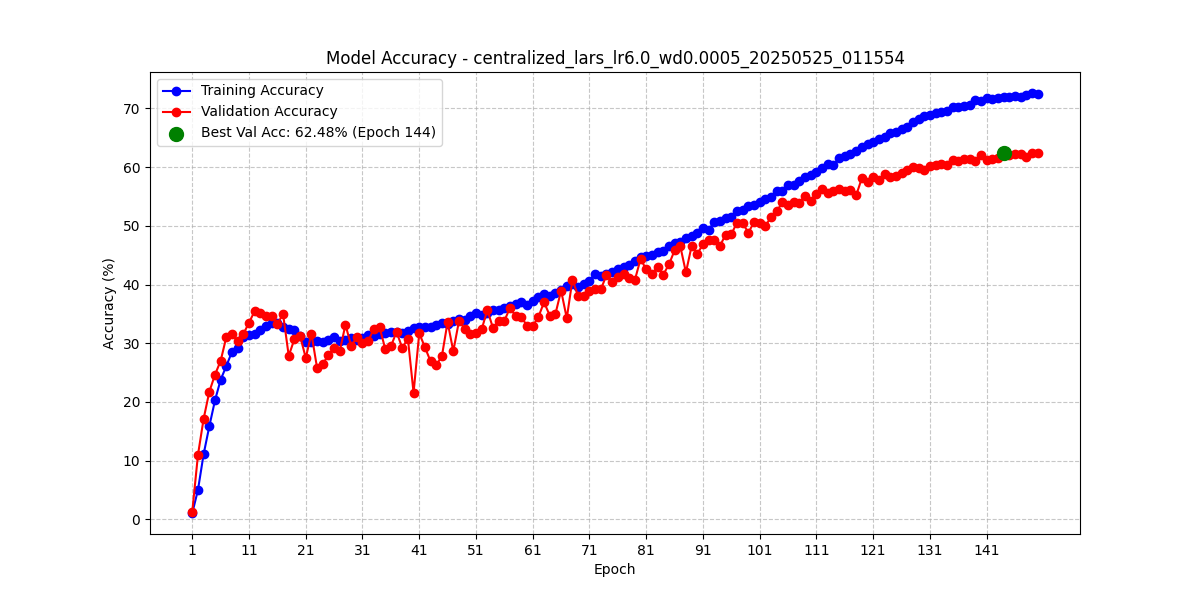 Model Accuracy - centralized_lars_lr6.0_wd0.0005_20250525_011554
Training Accuracy
Validation Accuracy
Best Val Acc: 62.48% (Epoch 144)
Accuracy (%)
70
60
50
40
30
20
10
0
1 11 21 31 41 51 61 71 81 91 101 111 121 131 141
Epoch